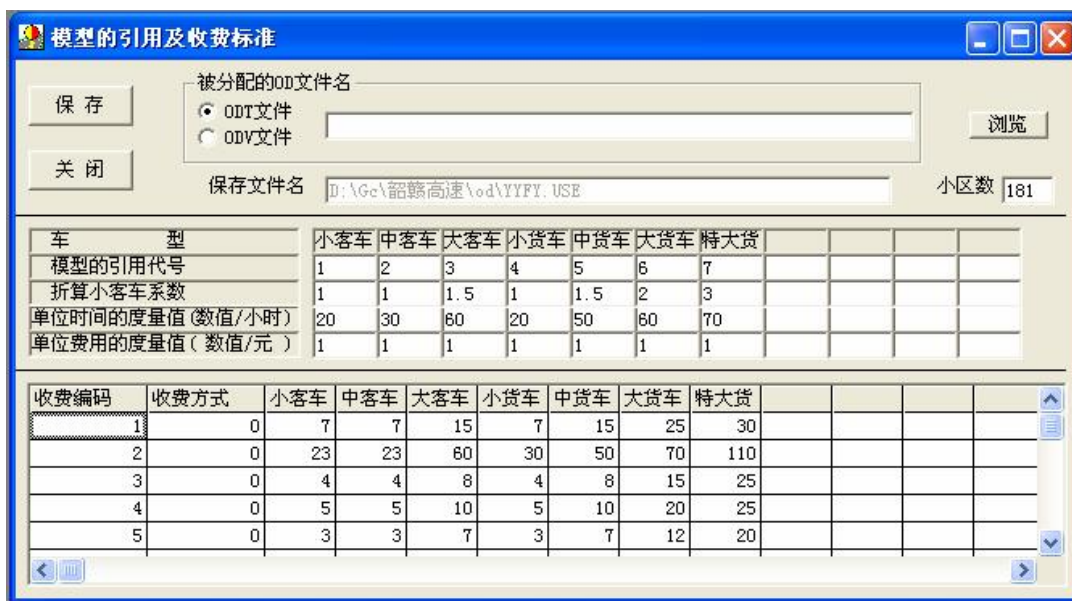 模型的引用及收费标准
保 存
被分配的OD文件名
ODT文件
ODV文件
浏览
关 闭
保存文件名 D:\Gc\韶赣高速\od\YYFY.USE 小区数 181
车 型 小客车 中客车 大客车 小货车 中货车 大货车 特大货
模型的引用代号 1 2 3 4 5 6 7
折算小客车系数 1 1 1.5 1 1.5 2 3
单位时间的度量值(数值/小时) 20 30 60 20 50 60 70
单位费用的度量值( 数值/元 ) 1 1 1 1 1 1 1
收费编码 收费方式 小客车 中客车 大客车 小货车 中货车 大货车 特大货
1 0 7 7 15 7 15 25 30
2 0 23 23 60 30 50 70 110
3 0 4 4 8 4 8 15 25
4 0 5 5 10 5 10 20 25
5 0 3 3 7 3 7 12 20